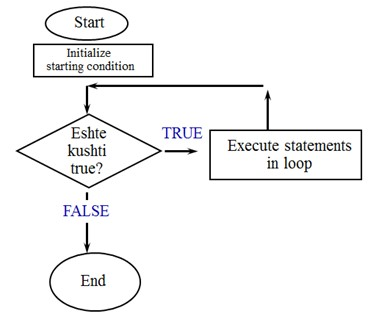 Start
Initialize
starting condition
Eshte
kushti
true?
TRUE
Execute statements
in loop
FALSE
End